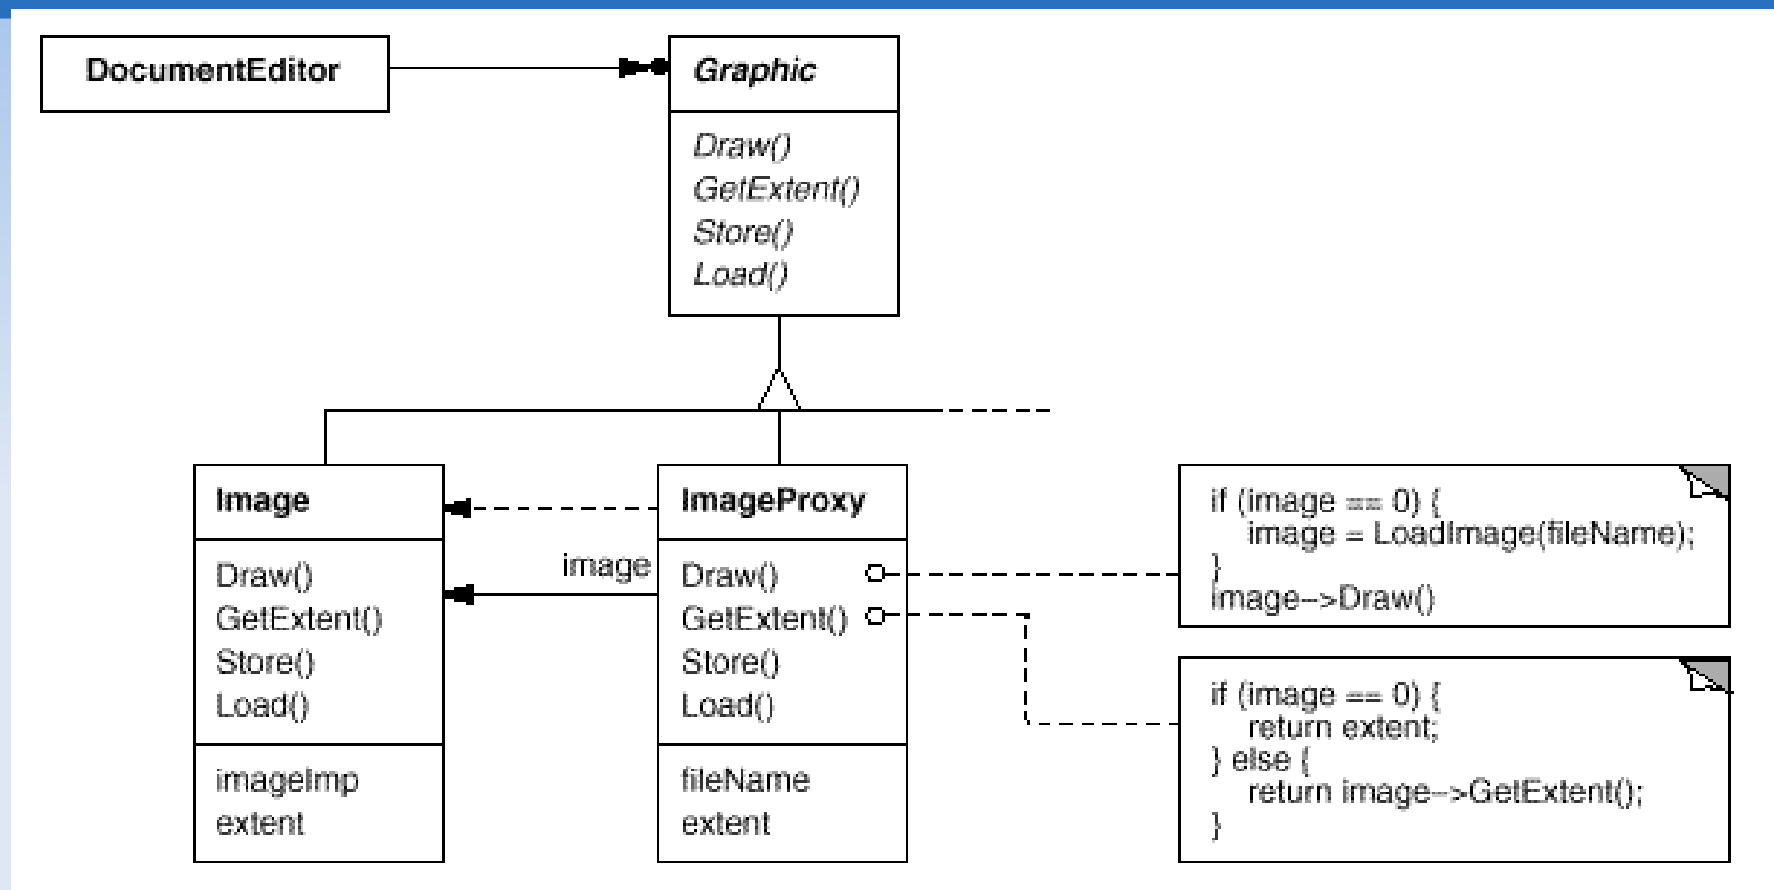 DocumentEditor
Graphic
Draw()
GetExtent()
Store()
Load()
Image
Draw()
GetExtent()
Store()
Load()
imageImp
extent
image
ImageProxy
Draw()
GetExtent()
Store()
Load()
fileName
extent
if (image == 0) {
image = LoadImage(fileName);
}
image->Draw()
if (image == 0) {
return extent;
} else {
return image->GetExtent();
}